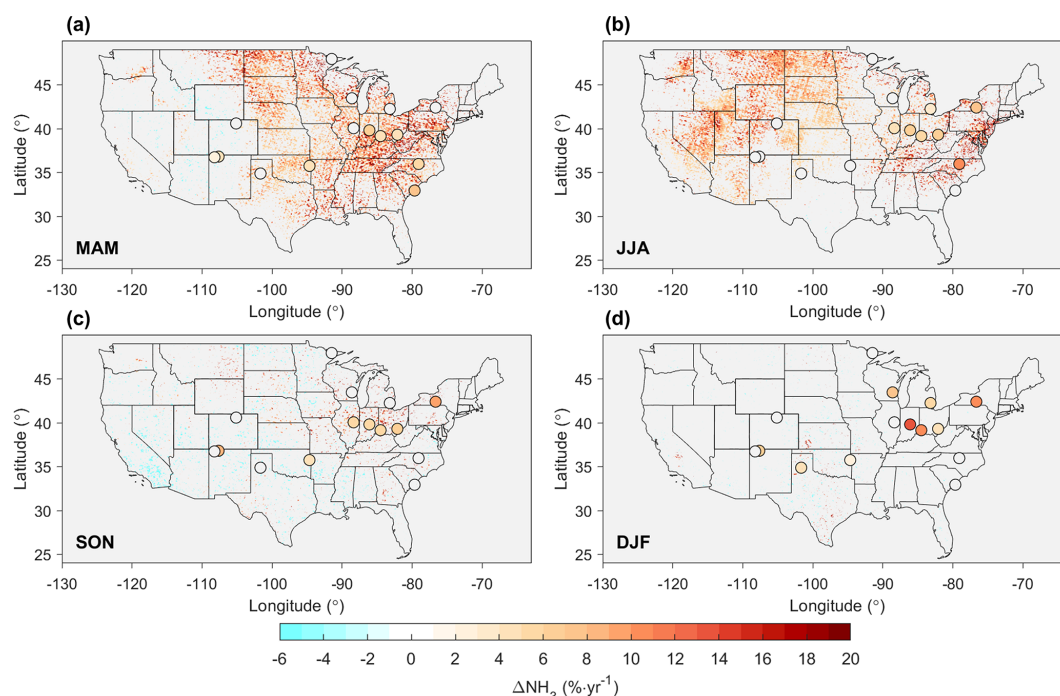 (a) (b)
45
40
35
30
25
Latitude (°)
MAM
-130 -120 -110 -100 -90 -80 -70
Longitude (°)
45
40
35
30
25
Latitude (°)
JJA
-130 -120 -110 -100 -90 -80 -70
Longitude (°)
(c) (d)
45
40
35
30
25
Latitude (°)
SON
-130 -120 -110 -100 -90 -80 -70
Longitude (°)
45
40
35
30
25
Latitude (°)
DJF
-130 -120 -110 -100 -90 -80 -70
Longitude (°)
-6 -4 -2 0 2 4 6 8 10 12 14 16 18 20
ΔNH₃ (%·yr⁻¹)